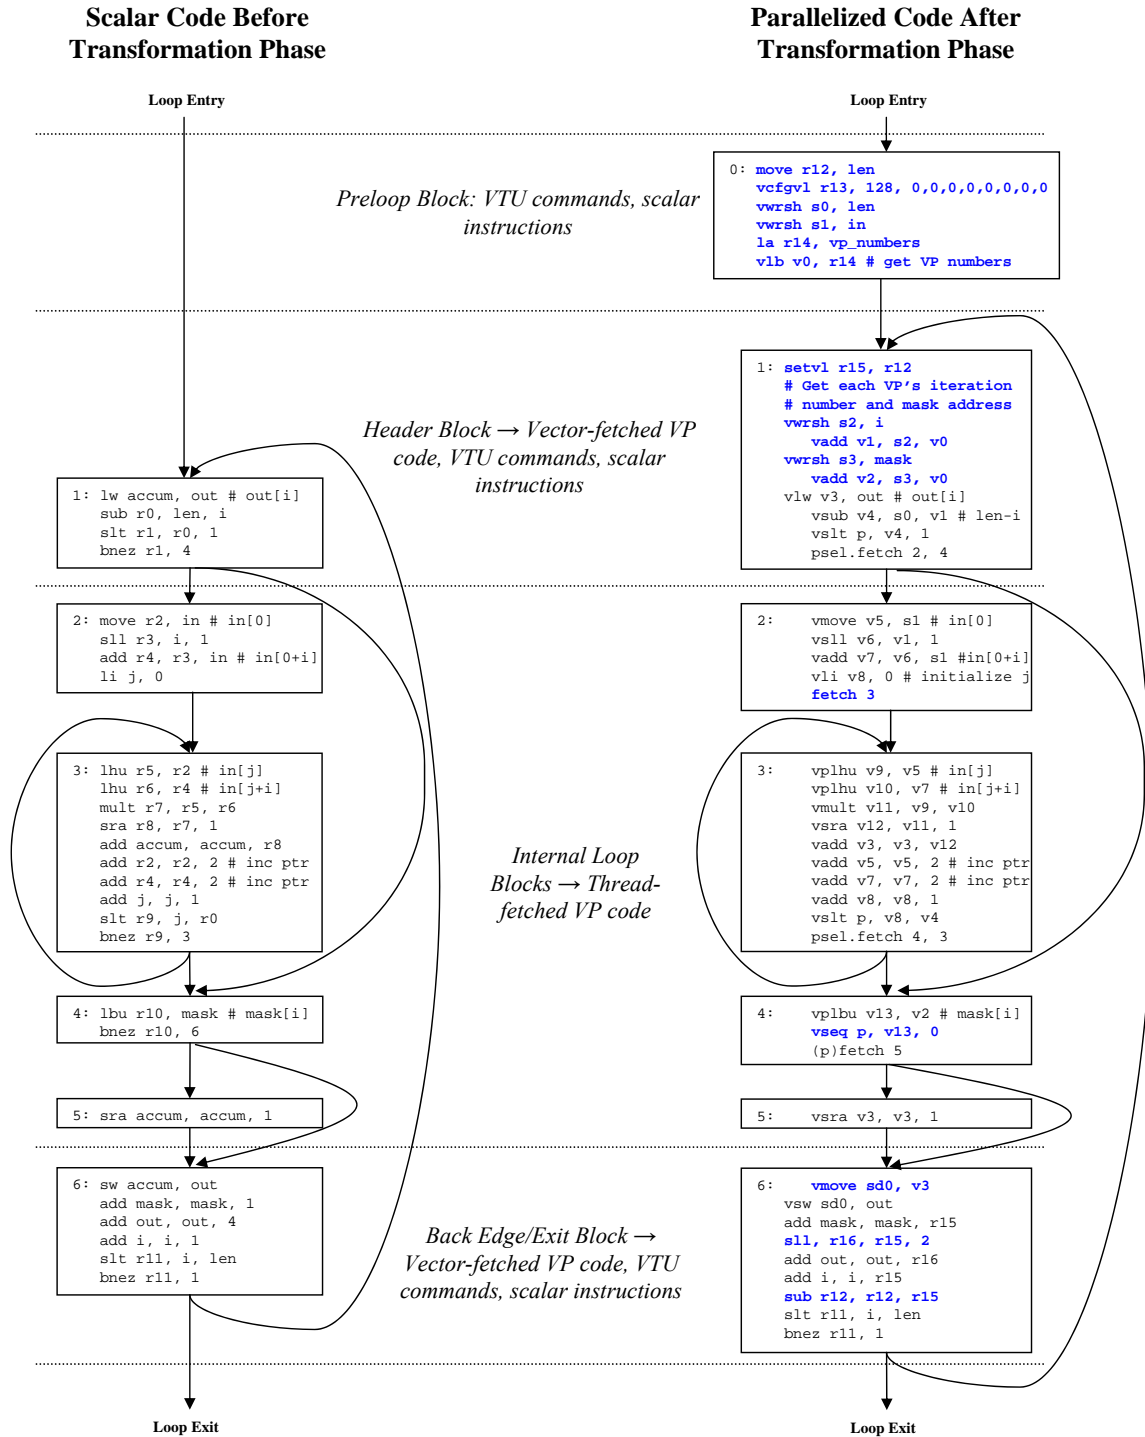 Scalar Code Before
Transformation Phase
Parallelized Code After
Transformation Phase
Loop Entry
Loop Entry
Preloop Block: VTU commands, scalar
instructions
0: move r12, len
vcfgvl r13, 128, 0,0,0,0,0,0,0,0
vwrsh s0, len
vwrsh s1, in
la r14, vp_numbers
vlb v0, r14 # get VP numbers
Header Block → Vector-fetched VP
code, VTU commands, scalar
instructions
1: lw accum, out # out[i]
sub r0, len, i
slt r1, r0, 1
bnez r1, 4
1: setvl r15, r12
# Get each VP's iteration
# number and mask address
vwrsh s2, i
vadd v1, s2, v0
vwrsh s3, mask
vadd v2, s3, v0
vlw v3, out # out[i]
vsub v4, s0, v1 # len-i
vslt p, v4, 1
psel.fetch 2, 4
2: move r2, in # in[0]
sll r3, i, 1
add r4, r3, in # in[0+i]
li j, 0
2: vmove v5, s1 # in[0]
vsll v6, v1, 1
vadd v7, v6, s1 #in[0+i]
vli v8, 0 # initialize j
fetch 3
3: lhu r5, r2 # in[j]
lhu r6, r4 # in[j+i]
mult r7, r5, r6
sra r8, r7, 1
add accum, accum, r8
add r2, r2, 2 # inc ptr
add r4, r4, 2 # inc ptr
add j, j, 1
slt r9, j, r0
bnez r9, 3
Internal Loop
Blocks → Thread-
fetched VP code
3: vplhu v9, v5 # in[j]
vplhu v10, v7 # in[j+i]
vmult v11, v9, v10
vsra v12, v11, 1
vadd v3, v3, v12
vadd v5, v5, 2 # inc ptr
vadd v7, v7, 2 # inc ptr
vadd v8, v8, 1
vslt p, v8, v4
psel.fetch 4, 3
4: lbu r10, mask # mask[i]
bnez r10, 6
4: vplbu v13, v2 # mask[i]
vseq p, v13, 0
(p)fetch 5
5: sra accum, accum, 1
5: vsra v3, v3, 1
6: sw accum, out
add mask, mask, 1
add out, out, 4
add i, i, 1
slt r11, i, len
bnez r11, 1
Back Edge/Exit Block →
Vector-fetched VP code, VTU
commands, scalar instructions
6: vmove sd0, v3
vsw sd0, out
add mask, mask, r15
sll, r16, r15, 2
add out, out, r16
add i, i, r15
sub r12, r12, r15
slt r11, i, len
bnez r11, 1
Loop Exit
Loop Exit